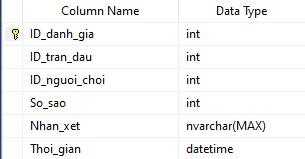 Column Name Data Type
ID_danh_gia int
ID_tran_dau int
ID_nguoi_choi int
So_sao int
Nhan_xet nvarchar(MAX)
Thoi_gian datetime